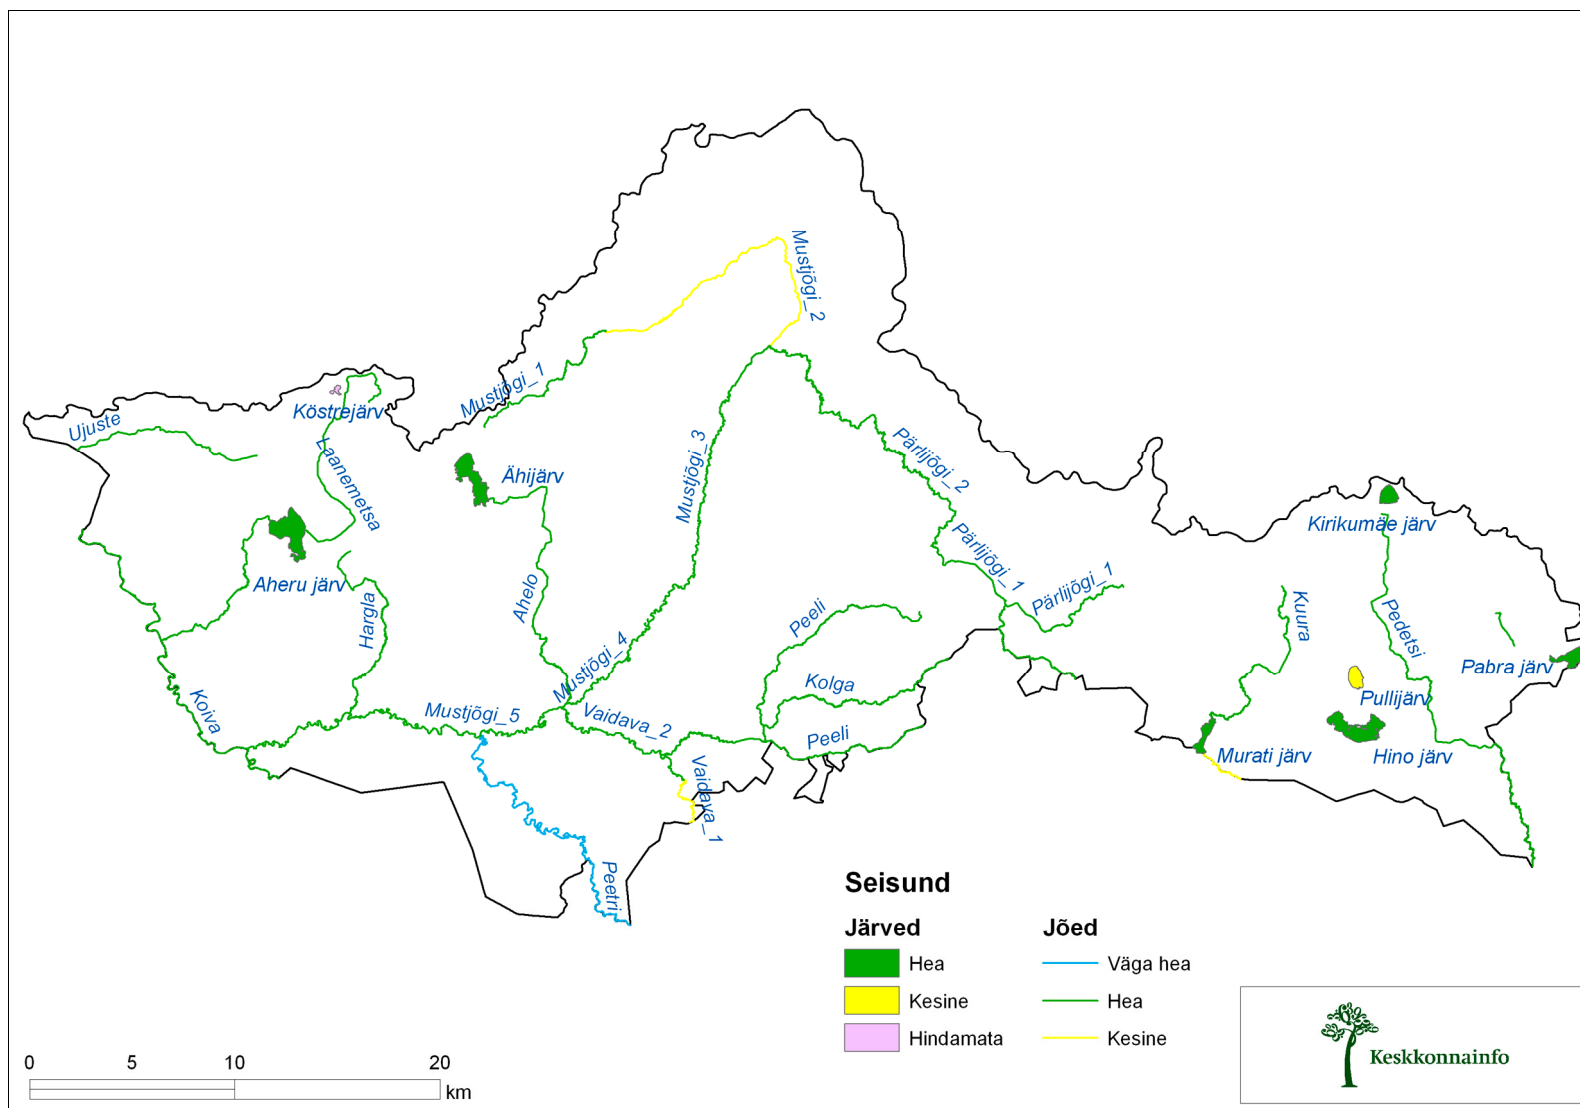 Mustjõgi_2
Mustjõgi_1
Köstrejärv
Ujuste
Laanemetsa
Ähijärv
Mustjõgi_3
Pärlijõgi_2
Kirikumäe järv
Pärlijõgi_1
Pärlijõgi_1
Aheru järv
Hargla
Ahelo
Peeli
Kuura
Pedetsi
Pabra järv
Mustjõgi_4
Kolga
Pullijärv
Koiva
Mustjõgi_5
Vaidava_2
Peeli
Murati järv
Hino järv
Vaidava_1
Peetri
Seisund
Järved
Hea
Kesine
Hindamata
Jõed
Väga hea
Hea
Kesine
0 5 10 20
km
Keskkonnainfo